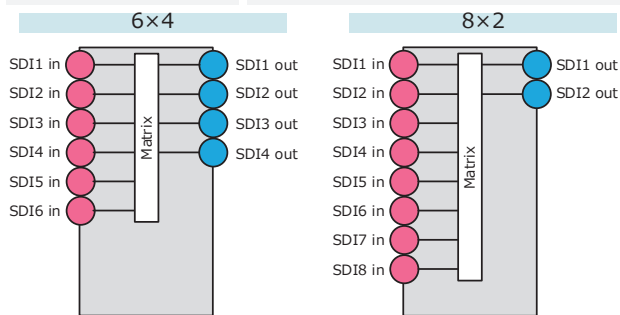 6×4
SDI1 in
SDI2 in
SDI3 in
SDI4 in
SDI5 in
SDI6 in
Matrix
SDI1 out
SDI2 out
SDI3 out
SDI4 out
8×2
SDI1 in
SDI2 in
SDI3 in
SDI4 in
SDI5 in
SDI6 in
SDI7 in
SDI8 in
Matrix
SDI1 out
SDI2 out